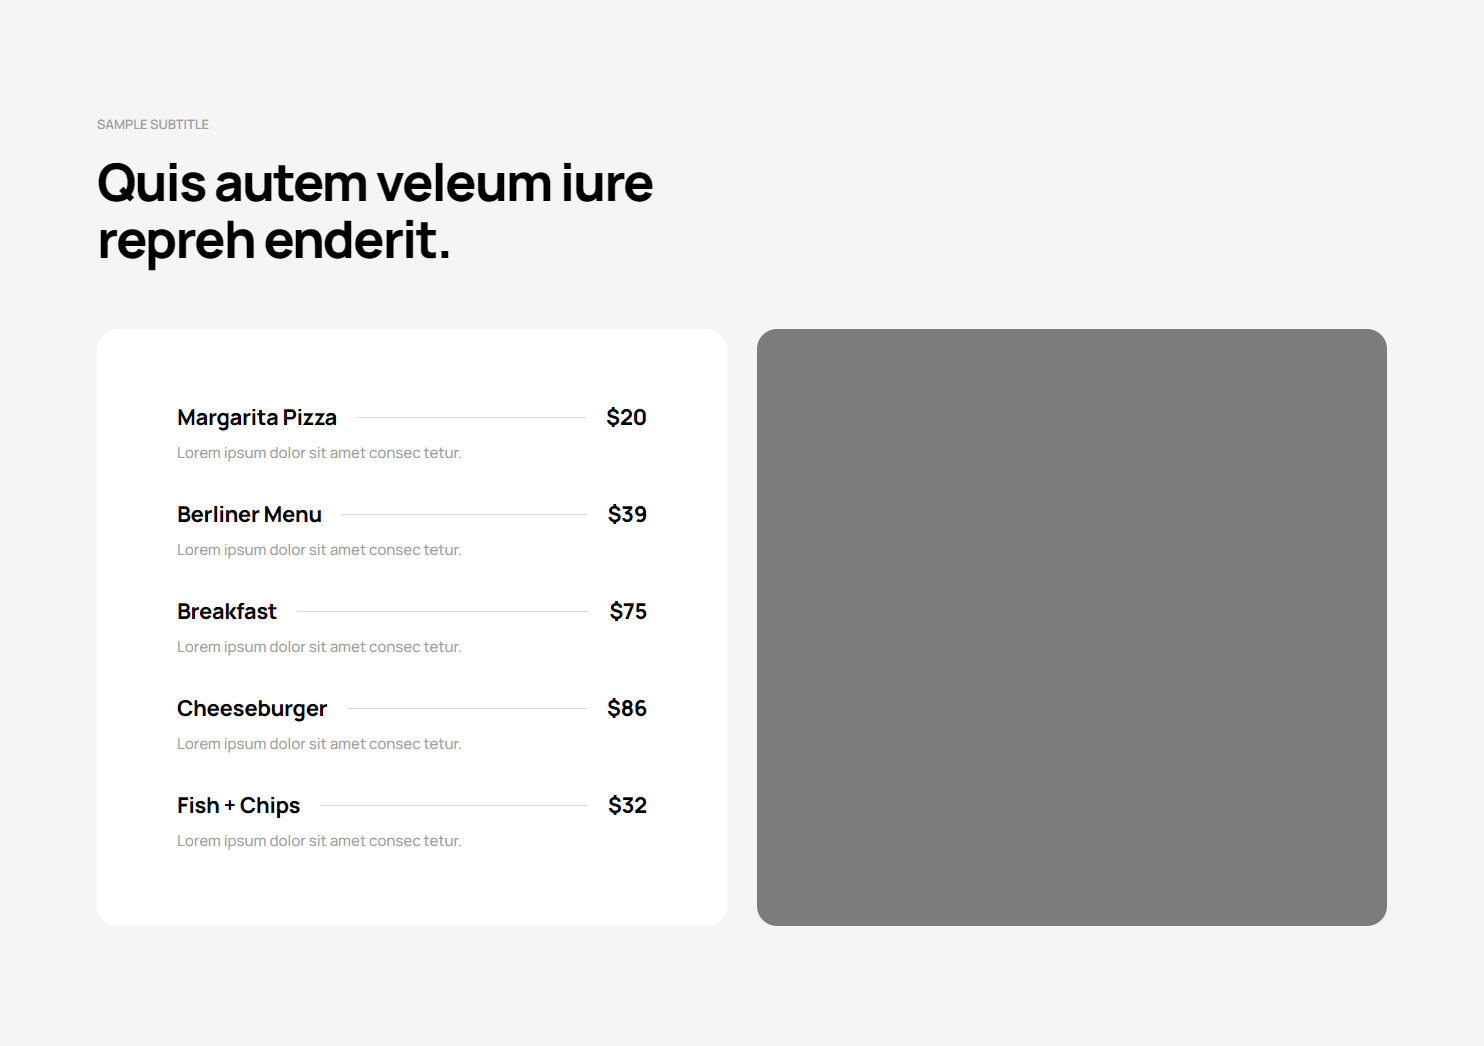 SAMPLE SUBTITLE
Quis autem veleum iure
repreh enderit.
Margarita Pizza $20
Lorem ipsum dolor sit amet consec tetur.
Berliner Menu $39
Lorem ipsum dolor sit amet consec tetur.
Breakfast $75
Lorem ipsum dolor sit amet consec tetur.
Cheeseburger $86
Lorem ipsum dolor sit amet consec tetur.
Fish + Chips $32
Lorem ipsum dolor sit amet consec tetur.